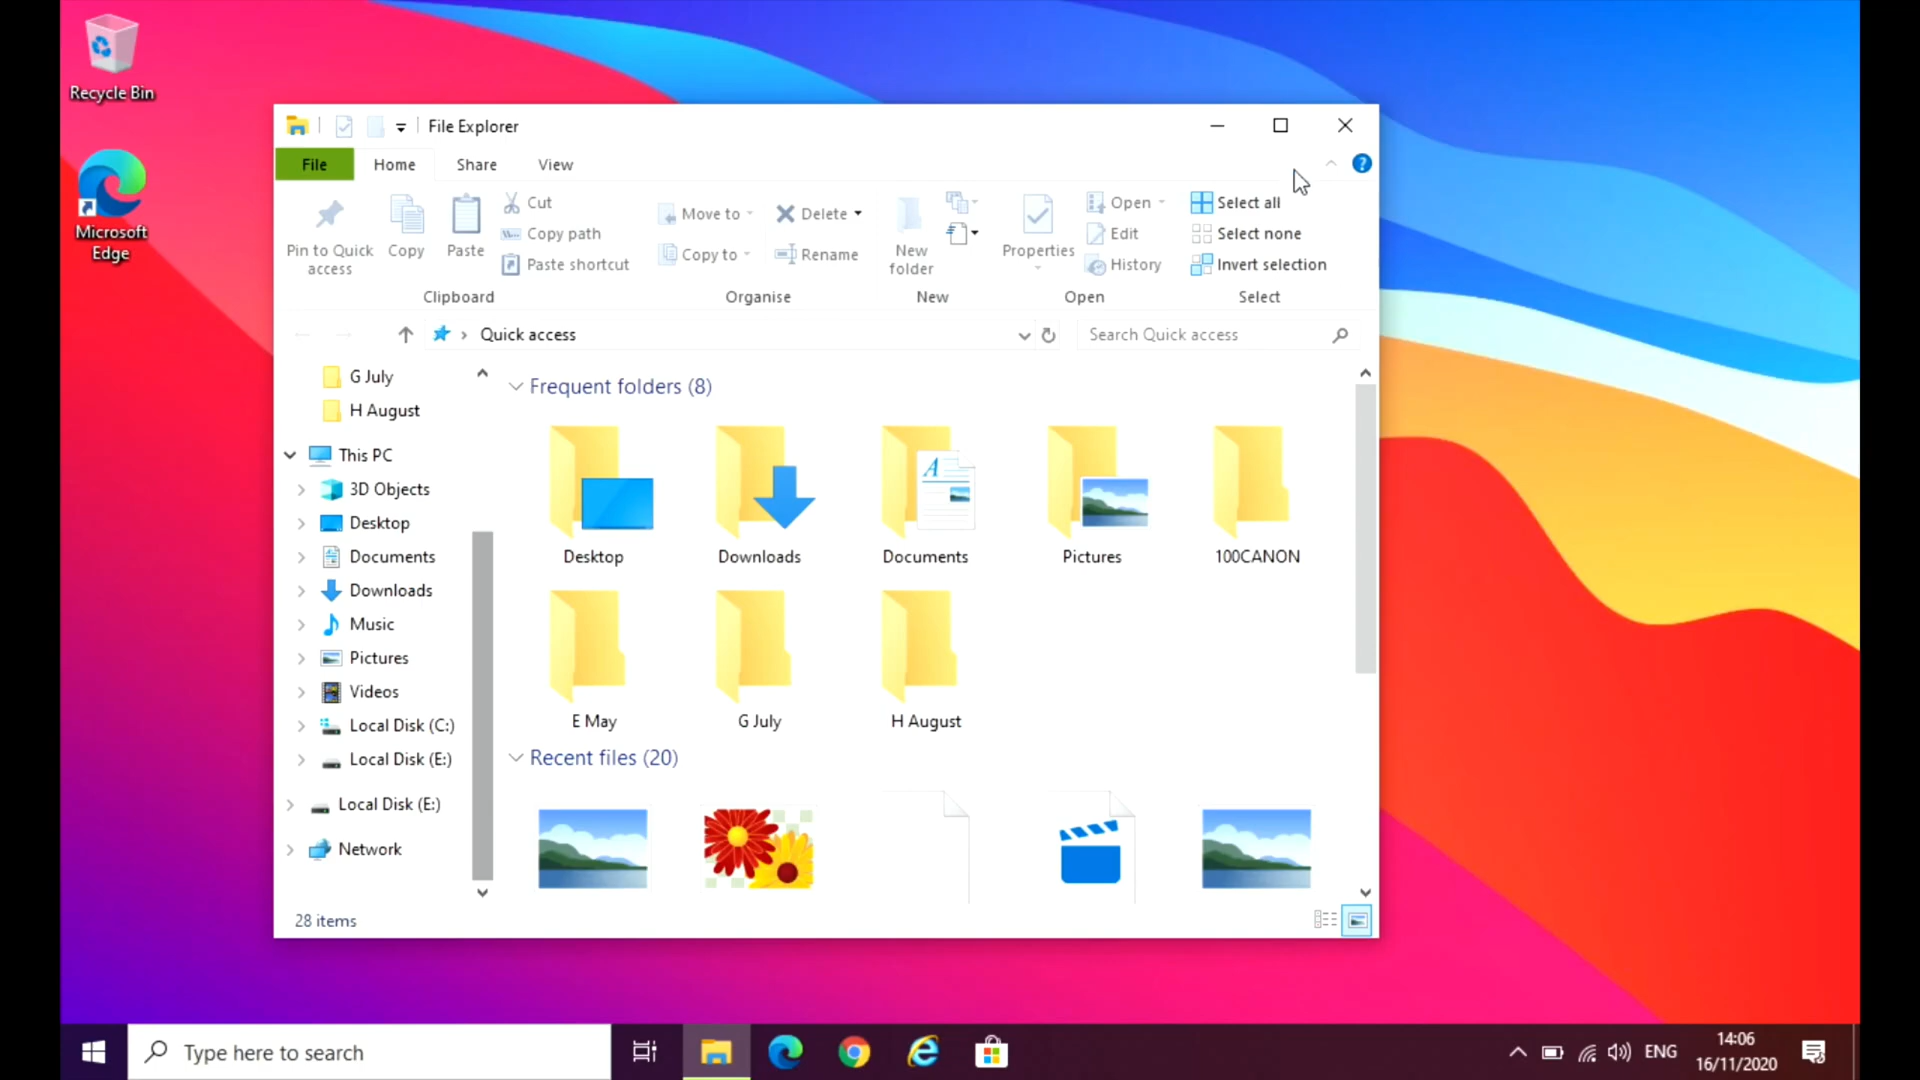 Recycle Bin
Microsoft
Edge
File Explorer
File
Home
Share
View
Pin to Quick
access
Copy
Paste
Cut
Copy path
Paste shortcut
Clipboard
Move to
Copy to
Delete
Rename
Organise
New
folder
New
Properties
Open
Edit
History
Open
Select all
Select none
Invert selection
Select
Quick access
Search Quick access
G July
H August
This PC
3D Objects
Desktop
Documents
Downloads
Music
Pictures
Videos
Local Disk (C:)
Local Disk (E:)
Local Disk (E:)
Network
Frequent folders (8)
Desktop
Downloads
Documents
Pictures
100CANON
E May
G July
H August
Recent files (20)
28 items
Type here to search
ENG
14:06
16/11/2020